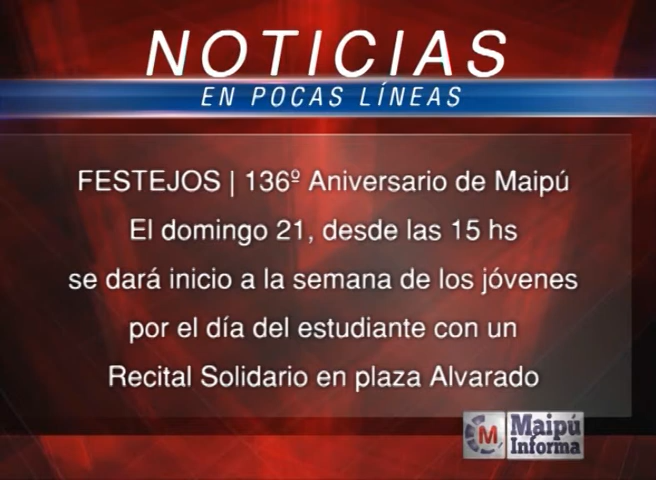 NOTICIAS
EN POCAS LÍNEAS
FESTEJOS | 136º Aniversario de Maipú
El domingo 21, desde las 15 hs
se dará inicio a la semana de los jóvenes
por el día del estudiante con un
Recital Solidario en plaza Alvarado
M Maipú
Informa